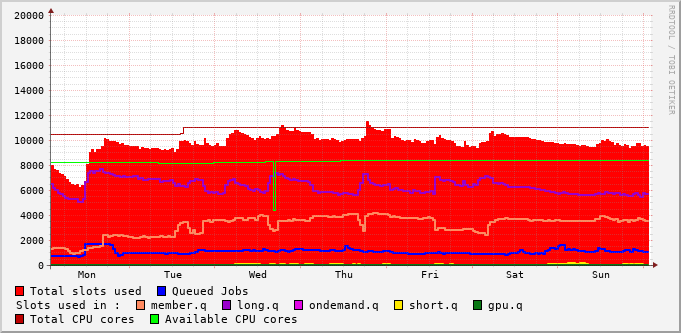 RRDTOOL / TOBI OETIKER
20000
18000
16000
14000
12000
10000
8000
6000
4000
2000
0
Mon Tue Wed Thu Fri Sat Sun
Total slots used Queued Jobs
Slots used in : member.q long.q ondemand.q short.q gpu.q
Total CPU cores Available CPU cores